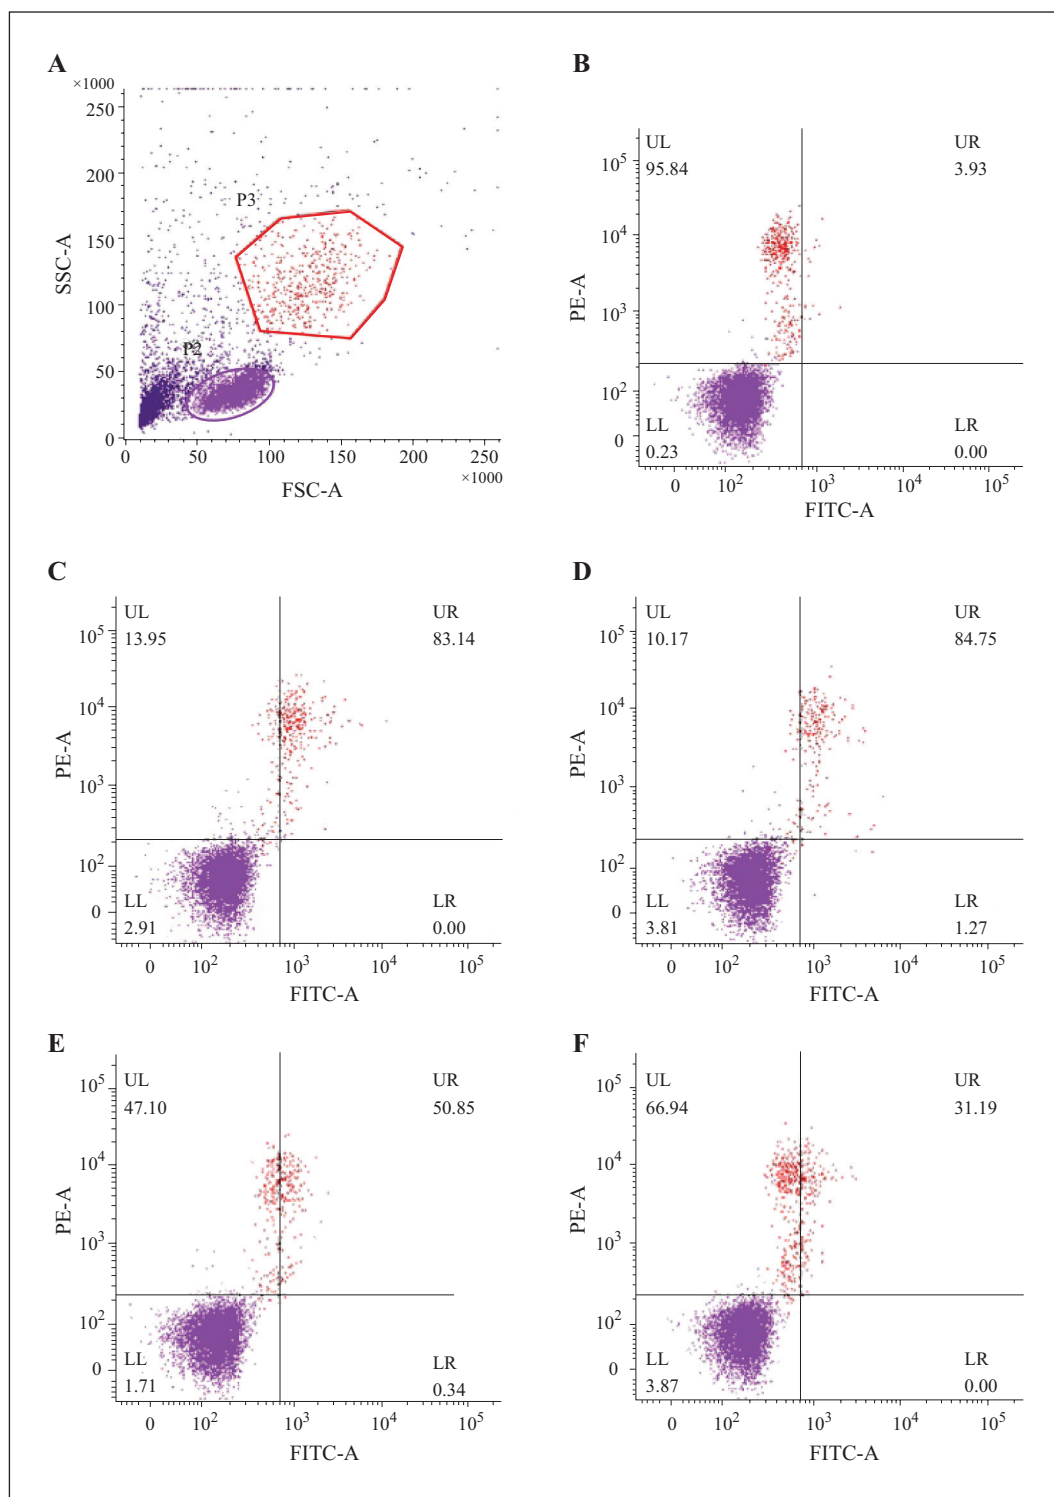 A
×1000
250
200
150
100
50
0
SSC-A
P3
P2
0 50 100 150 200 250
×1000
FSC-A
B
UL UR
95.84 3.93
10^5
10^4
10^3
10^2
0
PE-A
LL LR
0.23 0.00
0 10^2 10^3 10^4 10^5
FITC-A
C
UL UR
13.95 83.14
10^5
10^4
10^3
10^2
0
PE-A
LL LR
2.91 0.00
0 10^2 10^3 10^4 10^5
FITC-A
D
UL UR
10.17 84.75
10^5
10^4
10^3
10^2
0
PE-A
LL LR
3.81 1.27
0 10^2 10^3 10^4 10^5
FITC-A
E
UL UR
47.10 50.85
10^5
10^4
10^3
10^2
0
PE-A
LL LR
1.71 0.34
0 10^2 10^3 10^4 10^5
FITC-A
F
UL UR
66.94 31.19
10^5
10^4
10^3
10^2
0
PE-A
LL LR
3.87 0.00
0 10^2 10^3 10^4 10^5
FITC-A